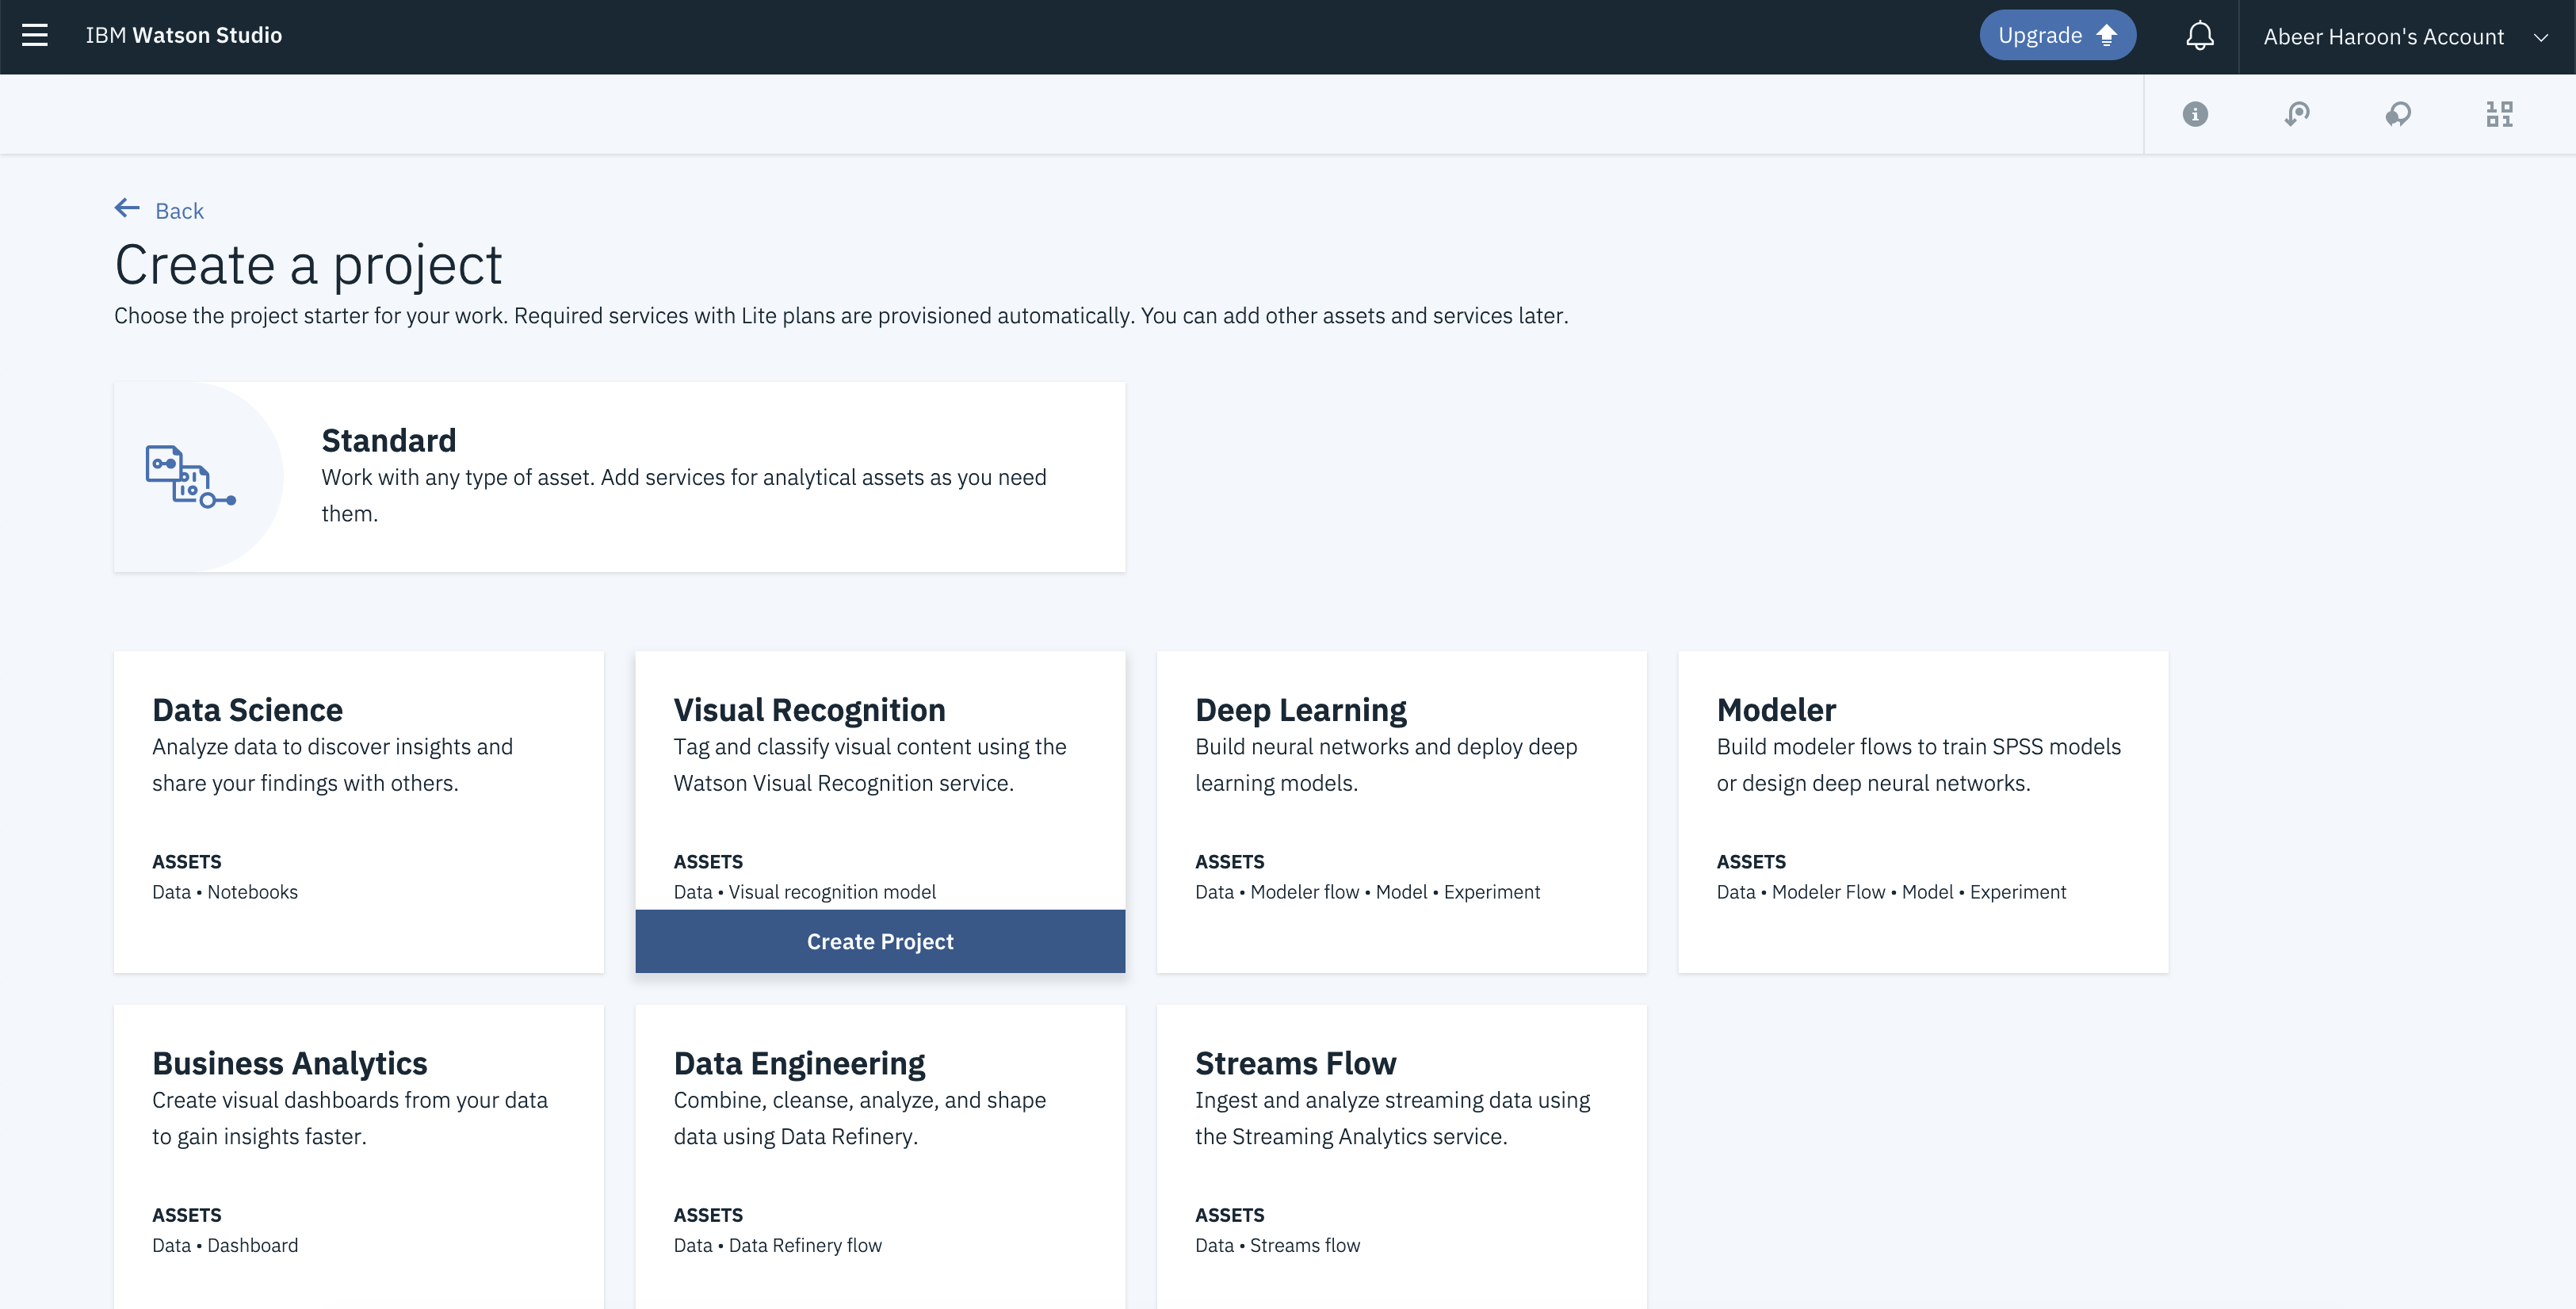 IBM Watson Studio
Upgrade
Abeer Haroon's Account
Back
Create a project
Choose the project starter for your work. Required services with Lite plans are provisioned automatically. You can add other assets and services later.
Standard
Work with any type of asset. Add services for analytical assets as you need
them.
Data Science
Analyze data to discover insights and
share your findings with others.
ASSETS
Data • Notebooks
Visual Recognition
Tag and classify visual content using the
Watson Visual Recognition service.
ASSETS
Data • Visual recognition model
Create Project
Deep Learning
Build neural networks and deploy deep
learning models.
ASSETS
Data • Modeler flow • Model • Experiment
Modeler
Build modeler flows to train SPSS models
or design deep neural networks.
ASSETS
Data • Modeler Flow • Model • Experiment
Business Analytics
Create visual dashboards from your data
to gain insights faster.
ASSETS
Data • Dashboard
Data Engineering
Combine, cleanse, analyze, and shape
data using Data Refinery.
ASSETS
Data • Data Refinery flow
Streams Flow
Ingest and analyze streaming data using
the Streaming Analytics service.
ASSETS
Data • Streams flow